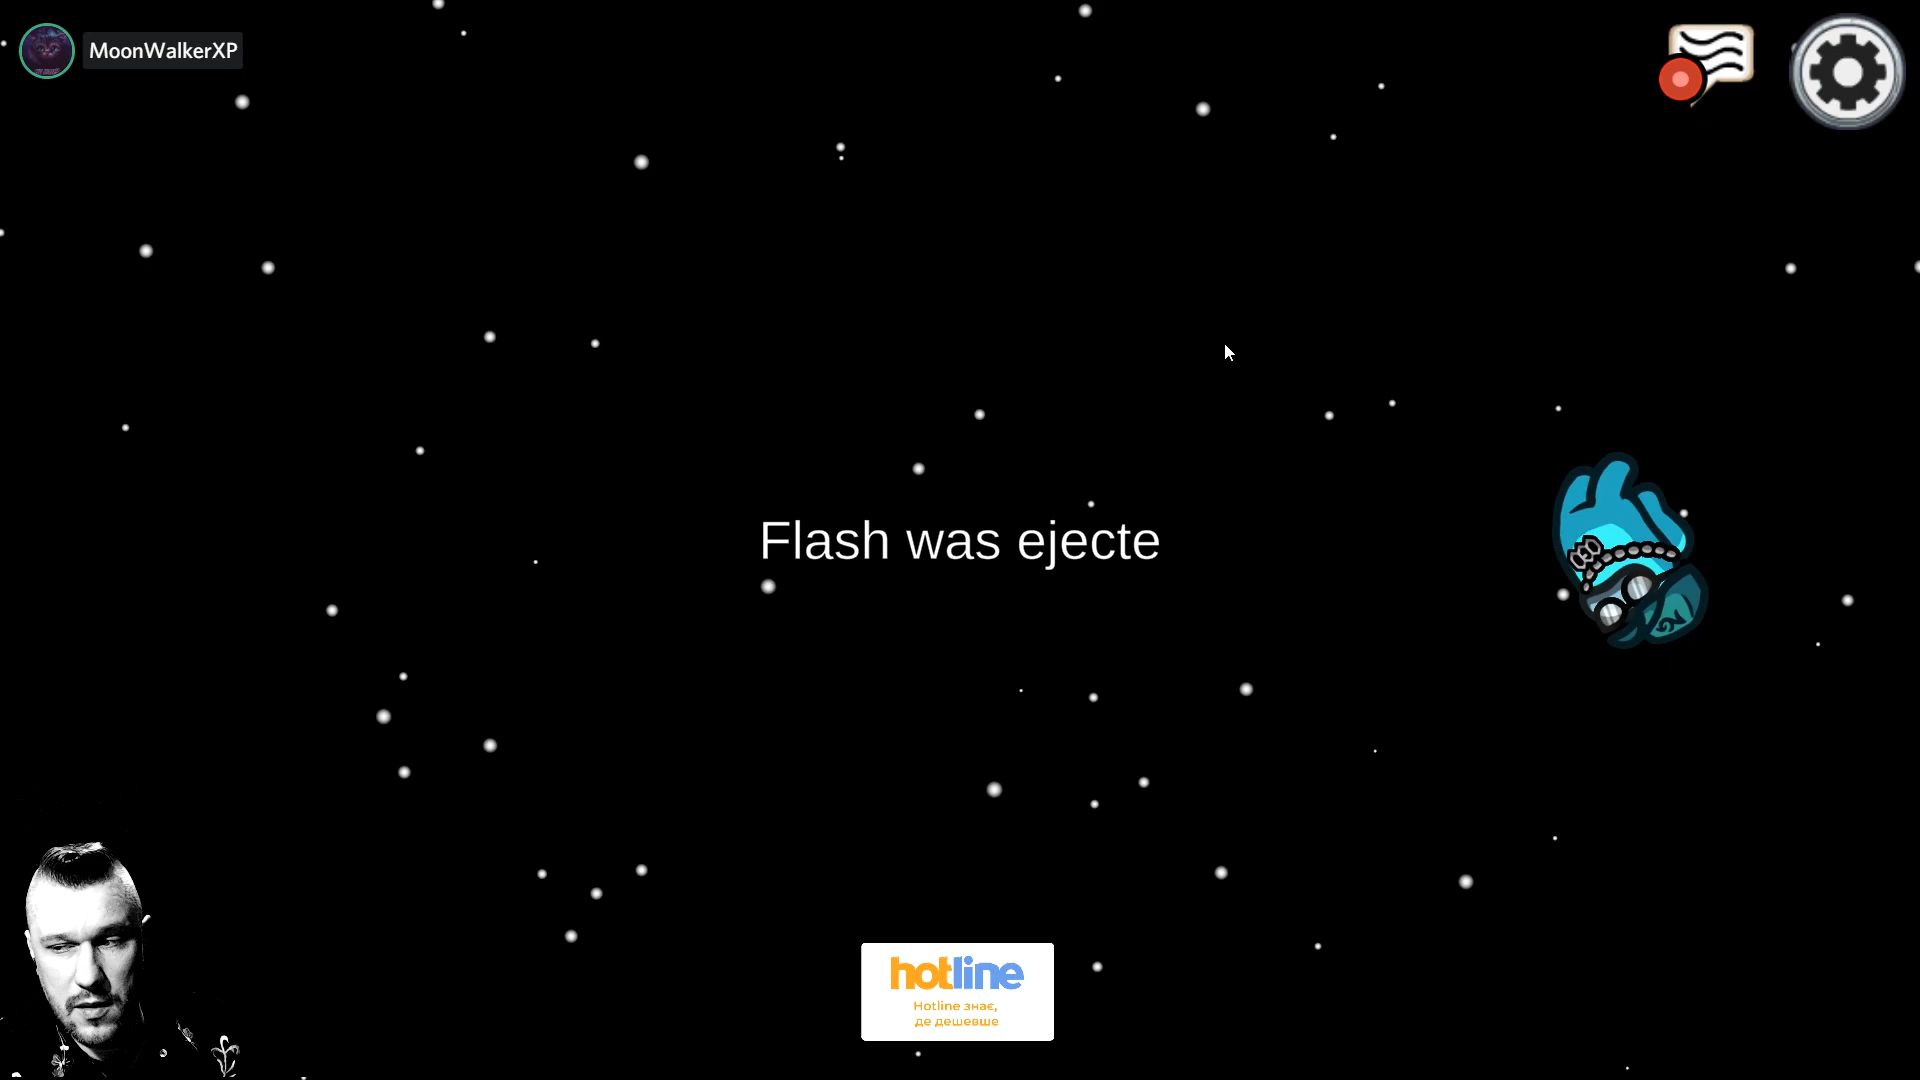 MoonWalkerXP
Flash was ejecte
hotline
Hotline знає,
де дешевше